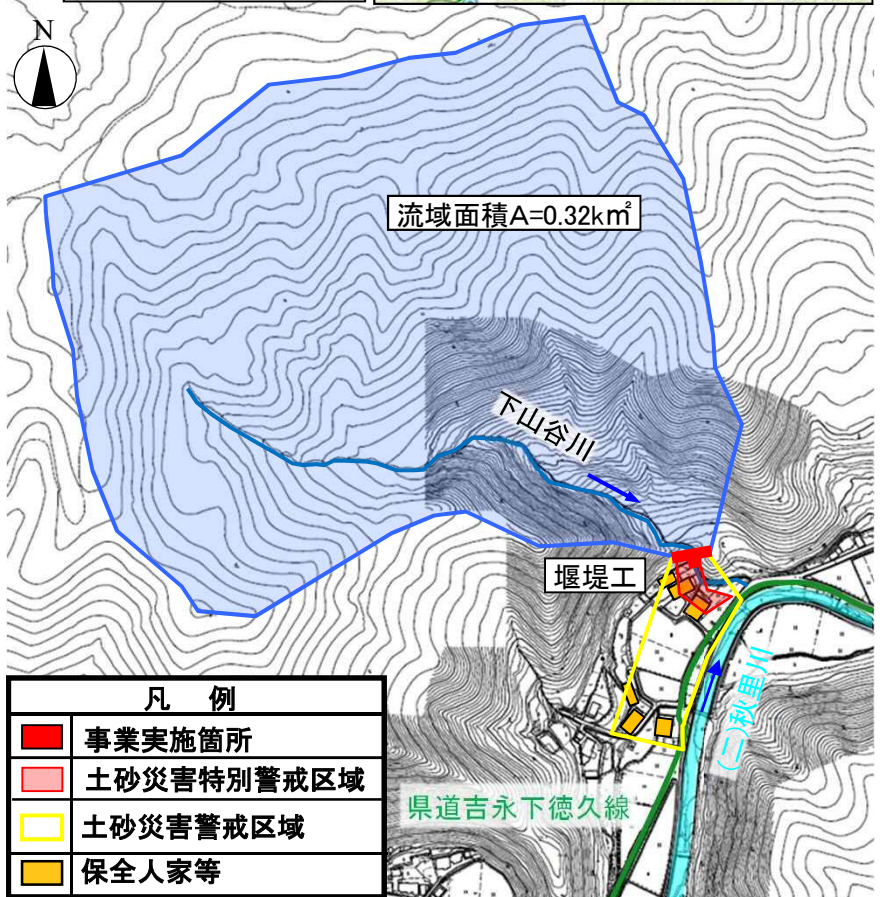 N
流域面積A=0.32k㎡
下山谷川
堰堤工
(二)秋里川
県道吉永下徳久線
凡 例
事業実施箇所
土砂災害特別警戒区域
土砂災害警戒区域
保全人家等